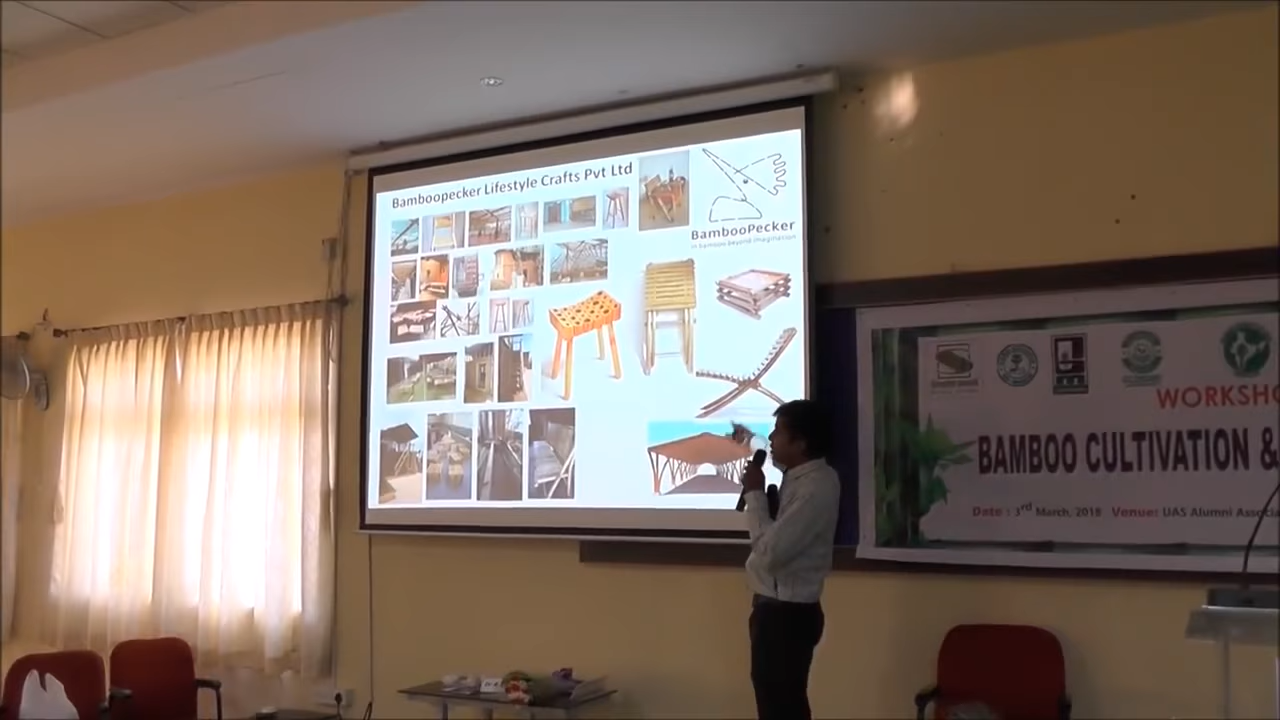 Bamboopecker Lifestyle Crafts Pvt Ltd
BambooPecker
in bamboo beyond imagination
WORKSHO
BAMBOO CULTIVATION &
Date : 3rd March, 2018 Venue: UAS Alumni Associa